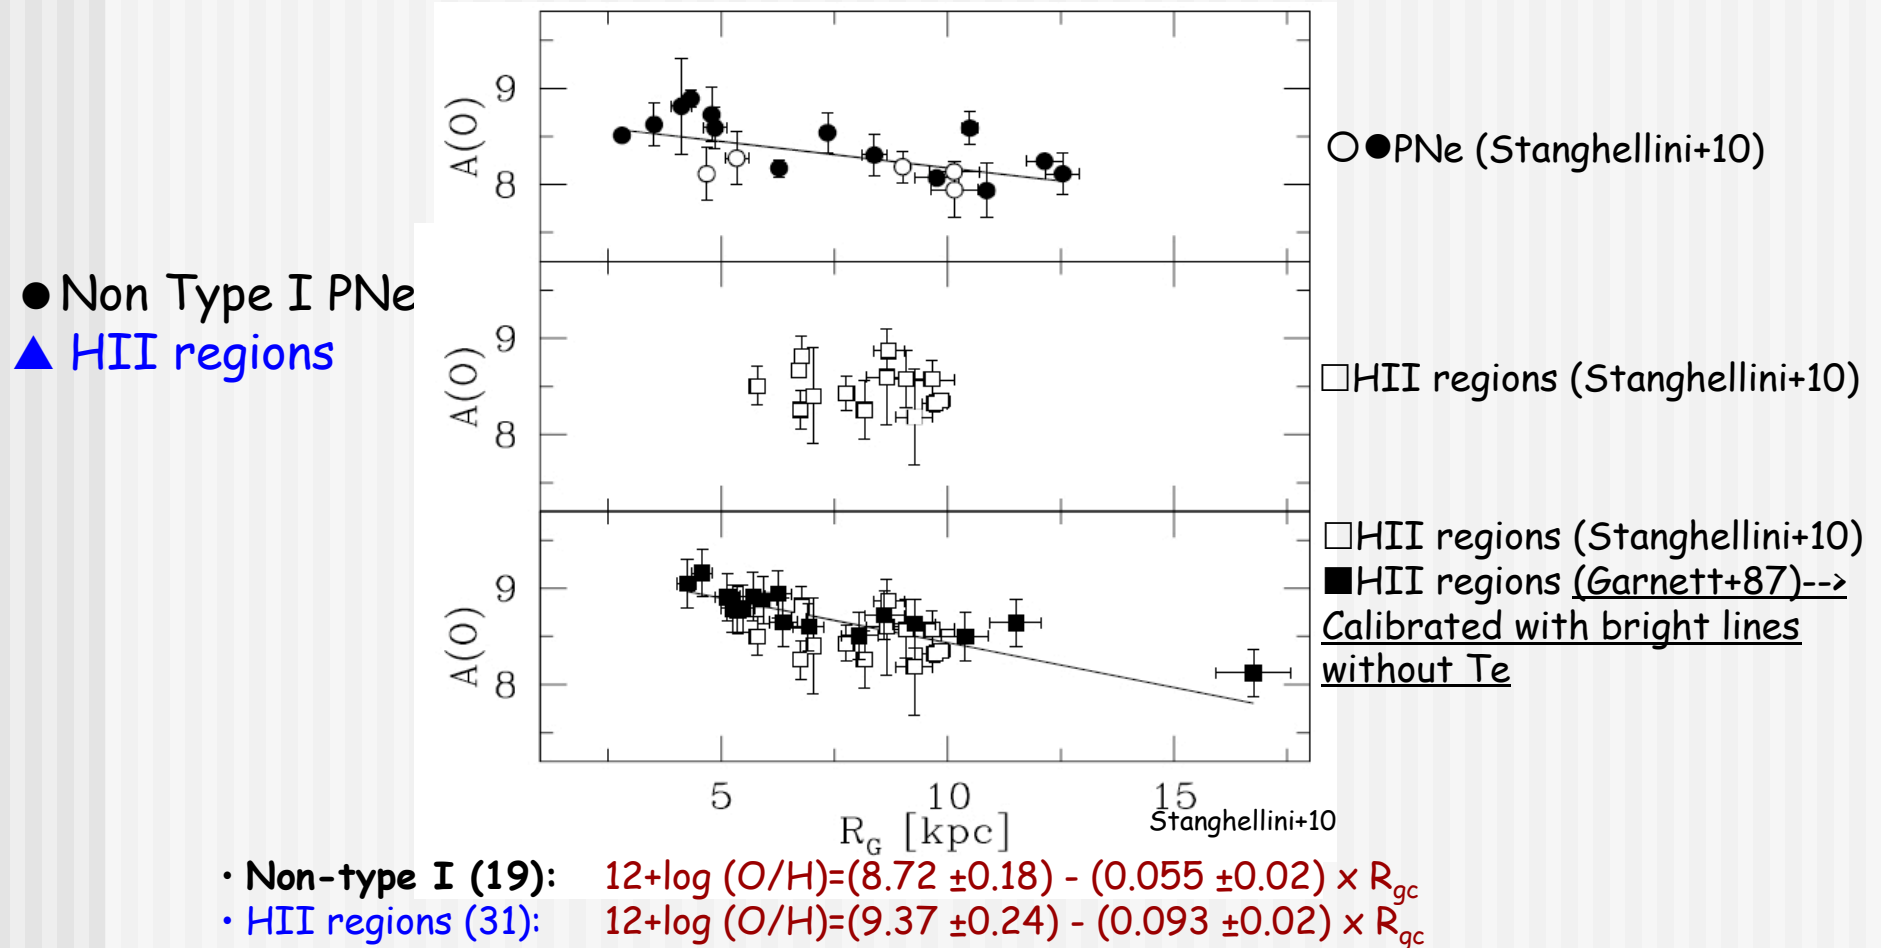 9
A(O)
8
○●PNe (Stanghellini+10)
●Non Type I PNe
▲ HII regions
9
A(O)
8
□HII regions (Stanghellini+10)
9
A(O)
8
□HII regions (Stanghellini+10)
■HII regions (Garnett+87)-->
Calibrated with bright lines
without Te
5 10 15
R_G [kpc]
Stanghellini+10
• Non-type I (19): 12+log (O/H)=(8.72 ±0.18) - (0.055 ±0.02) x R_gc
• HII regions (31): 12+log (O/H)=(9.37 ±0.24) - (0.093 ±0.02) x R_gc